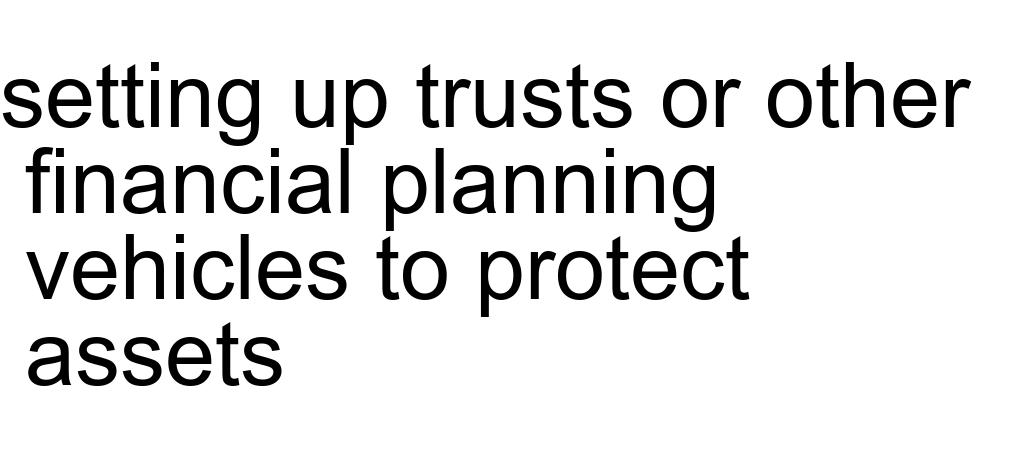 setting up trusts or other
financial planning
vehicles to protect
assets